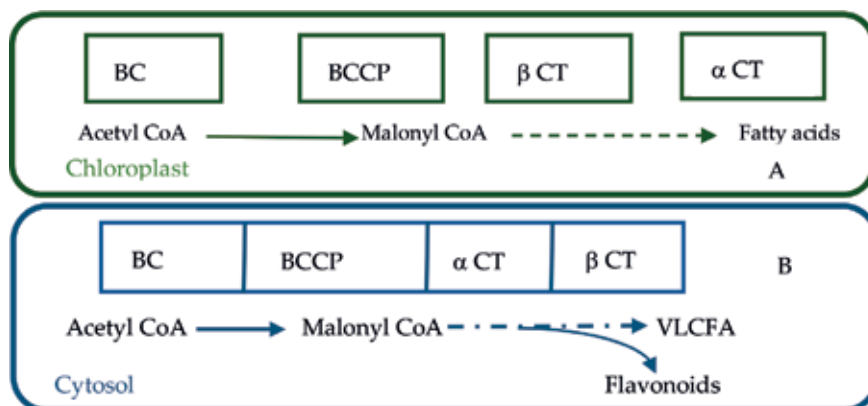 BC BCCP β CT α CT
Acetyl CoA Malonyl CoA Fatty acids
Chloroplast A
BC BCCP α CT β CT B
Acetyl CoA Malonyl CoA VLCFA
Cytosol Flavonoids